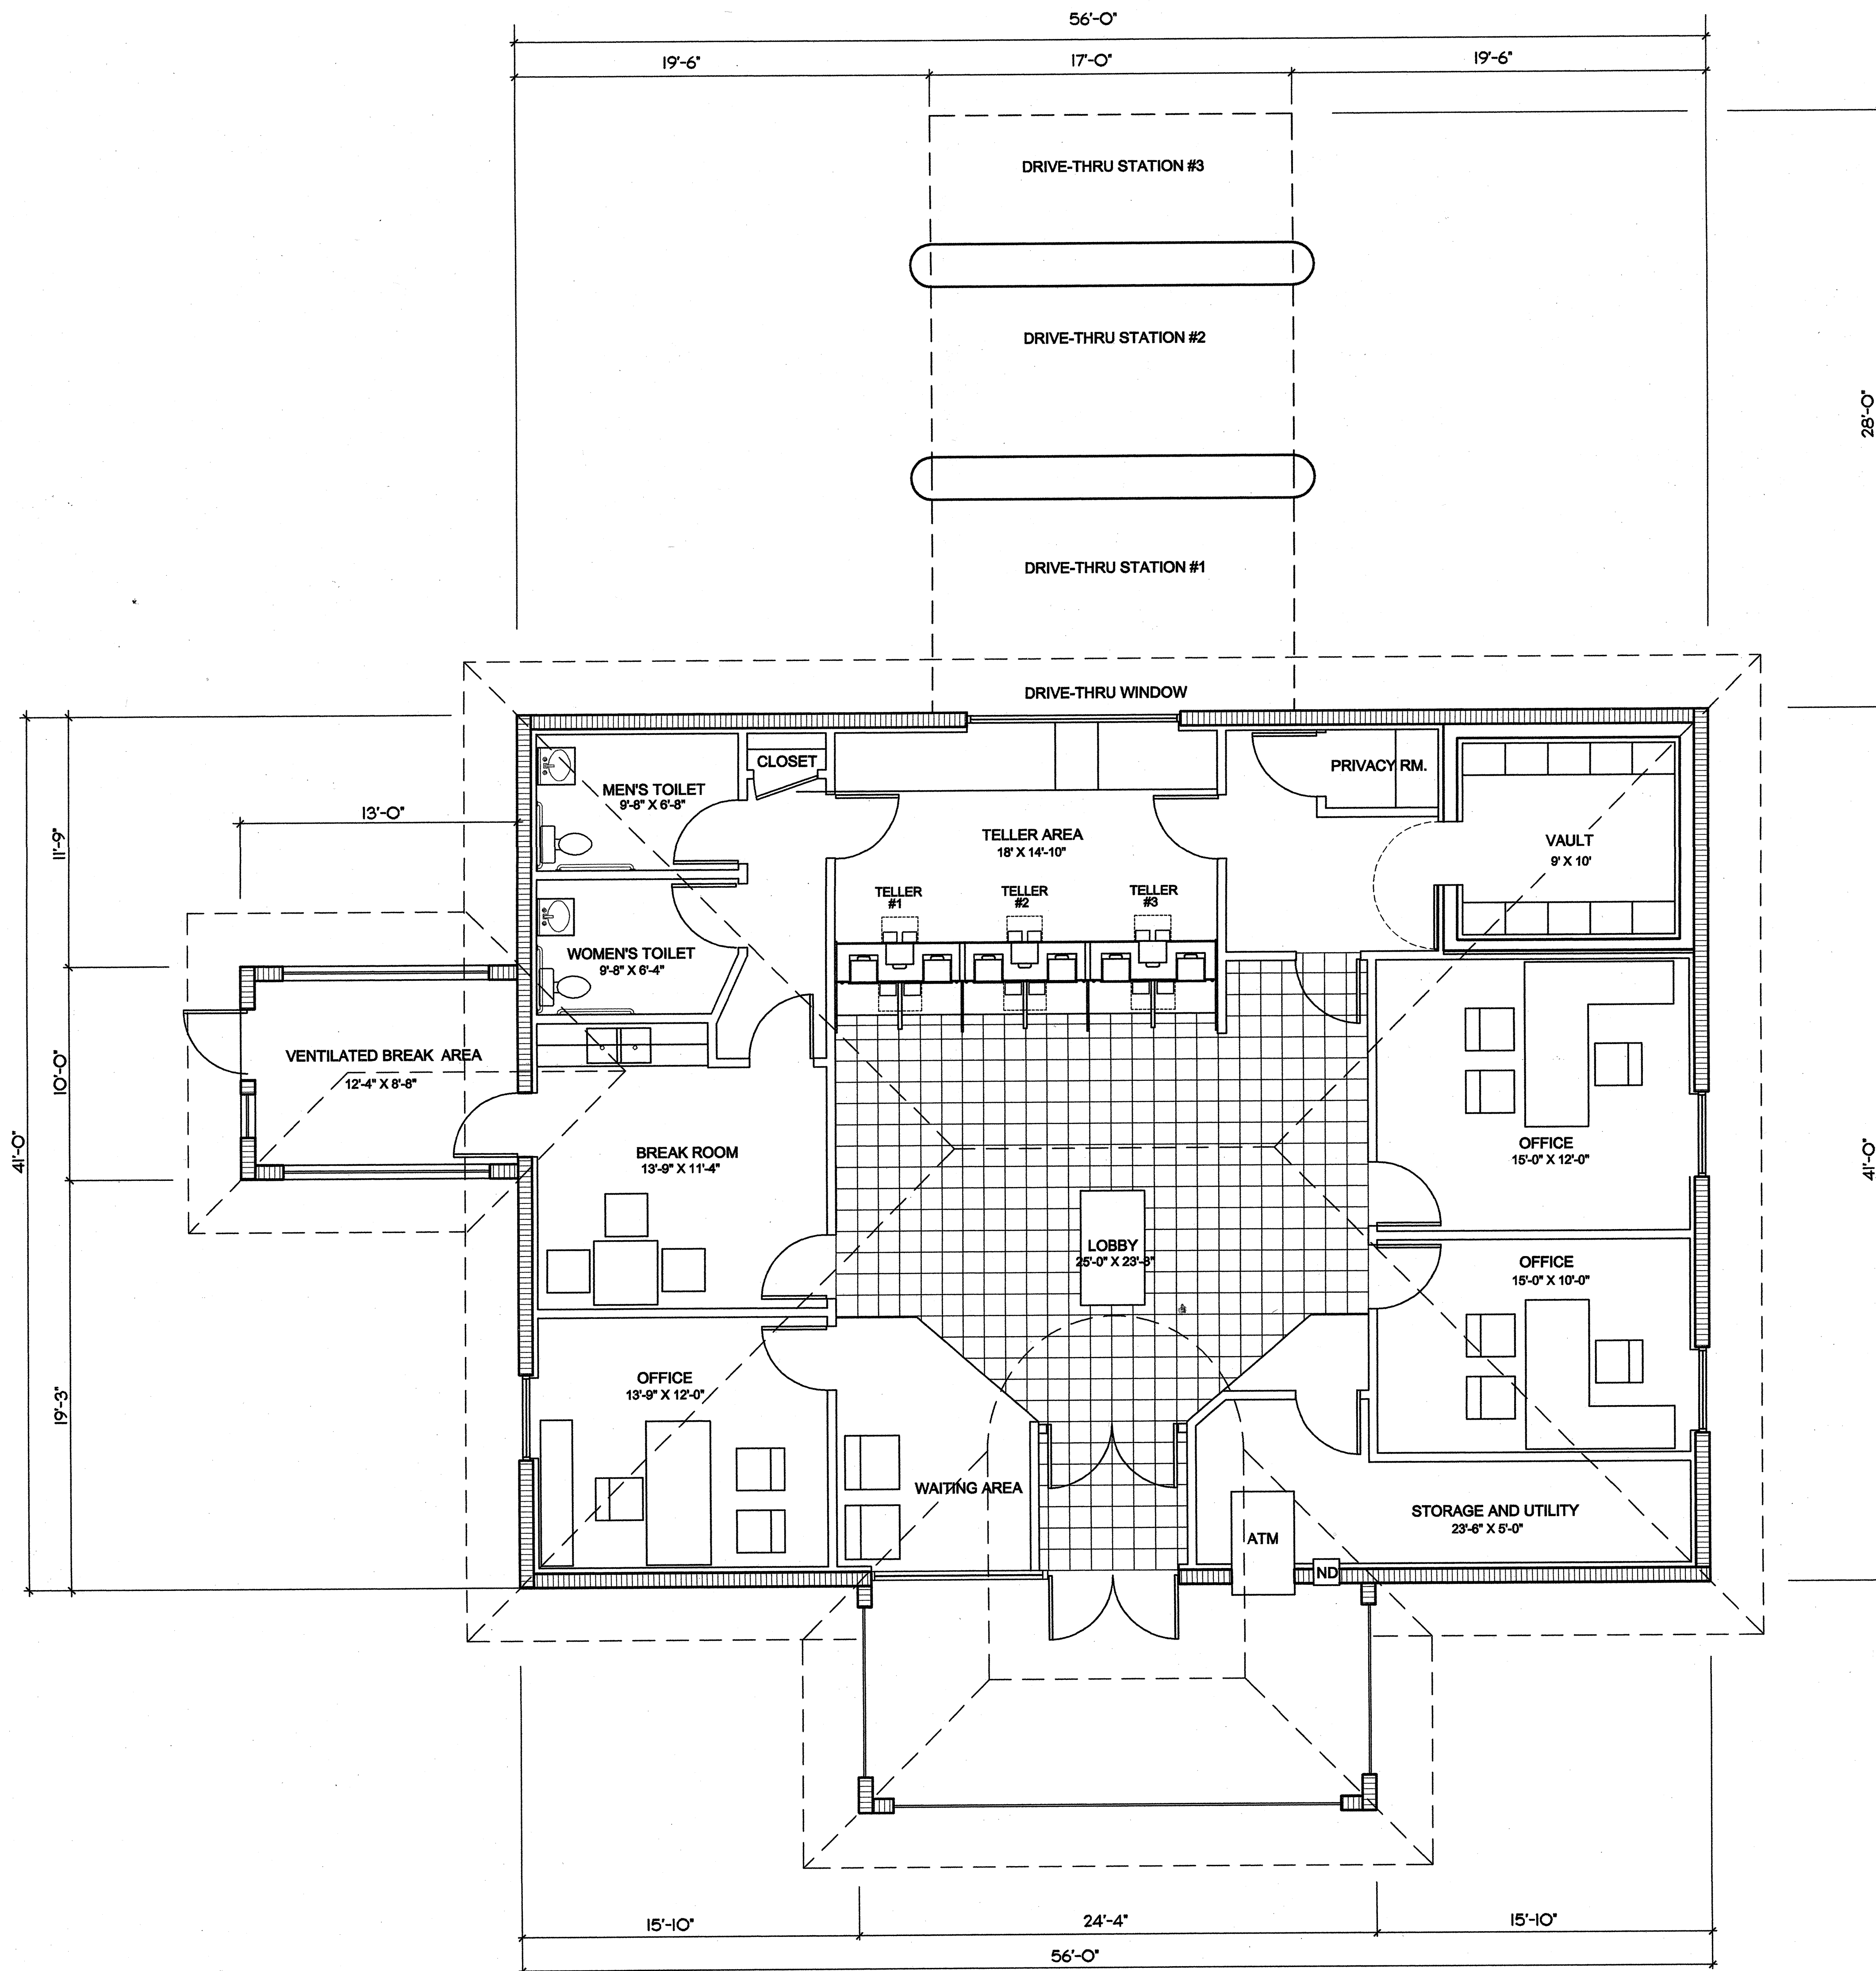 56'-0"
19'-6"
17'-0"
19'-6"
DRIVE-THRU STATION #3
DRIVE-THRU STATION #2
28'-0"
DRIVE-THRU STATION #1
DRIVE-THRU WINDOW
CLOSET
PRIVACY RM.
MEN'S TOILET
9'-8" X 6'-8"
13'-0"
11'-9"
TELLER AREA
18' X 14'-10"
VAULT
9' X 10'
TELLER
#1
TELLER
#2
TELLER
#3
WOMEN'S TOILET
9'-8" X 6'-4"
VENTILATED BREAK AREA
12'-4" X 8'-8"
10'-0"
41'-0"
BREAK ROOM
13'-9" X 11'-4"
OFFICE
15'-0" X 12'-0"
41'-0"
LOBBY
25'-0" X 23'-8"
OFFICE
15'-0" X 10'-0"
OFFICE
13'-9" X 12'-0"
19'-3"
WAITING AREA
STORAGE AND UTILITY
23'-6" X 5'-0"
ATM
ND
15'-10"
24'-4"
15'-10"
56'-0"